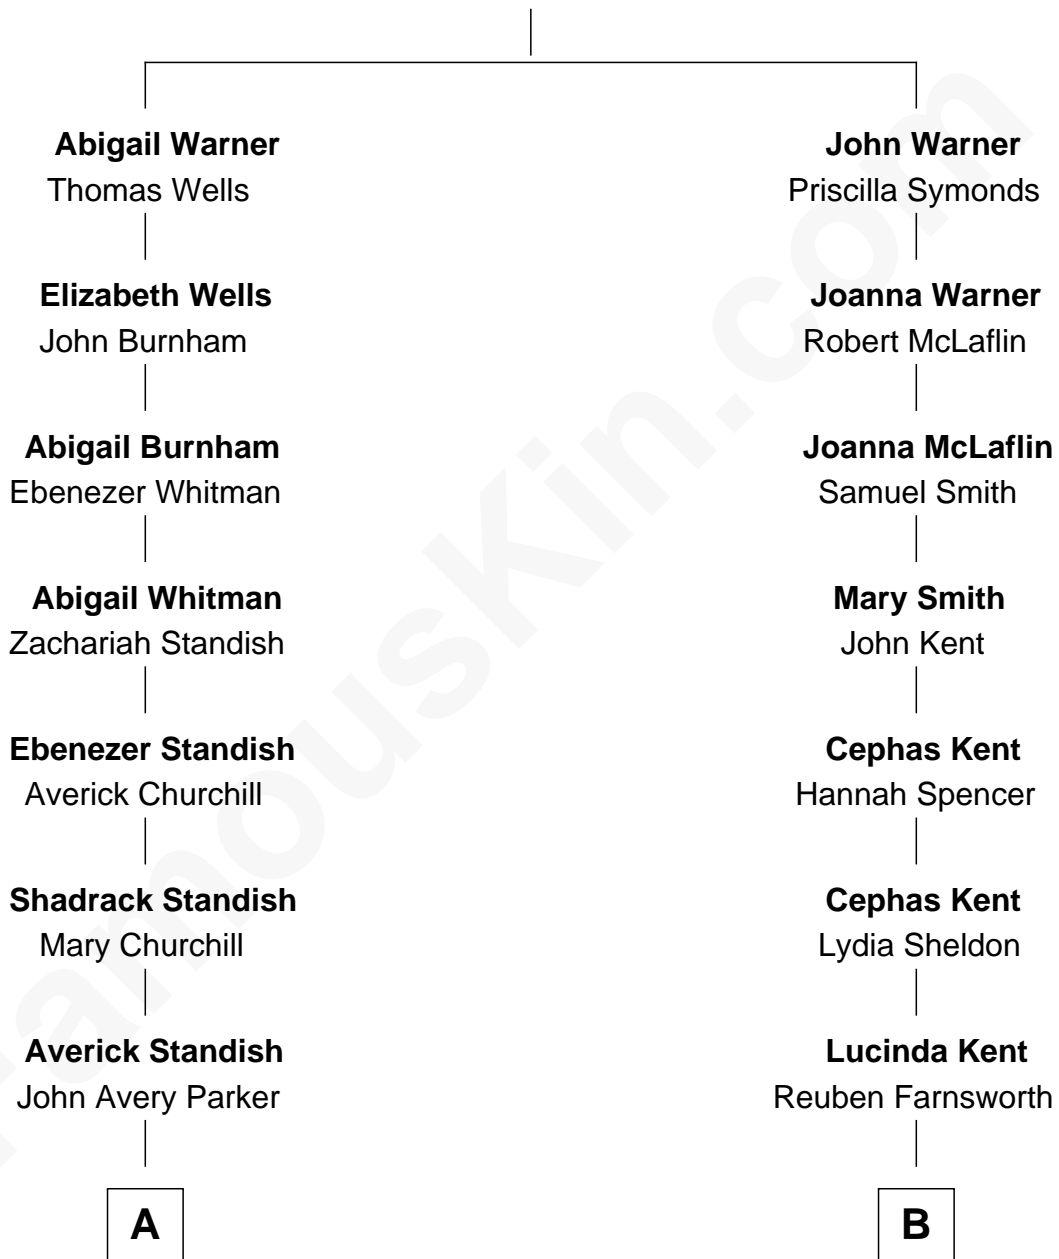 Abigail Warner
Thomas Wells
Elizabeth Wells
John Burnham
Abigail Burnham
Ebenezer Whitman
Abigail Whitman
Zachariah Standish
Ebenezer Standish
Averick Churchill
Shadrack Standish
Mary Churchill
Averick Standish
John Avery Parker
A
John Warner
Priscilla Symonds
Joanna Warner
Robert McLaflin
Joanna McLaflin
Samuel Smith
Mary Smith
John Kent
Cephas Kent
Hannah Spencer
Cephas Kent
Lydia Sheldon
Lucinda Kent
Reuben Farnsworth
B
FamousKin.com